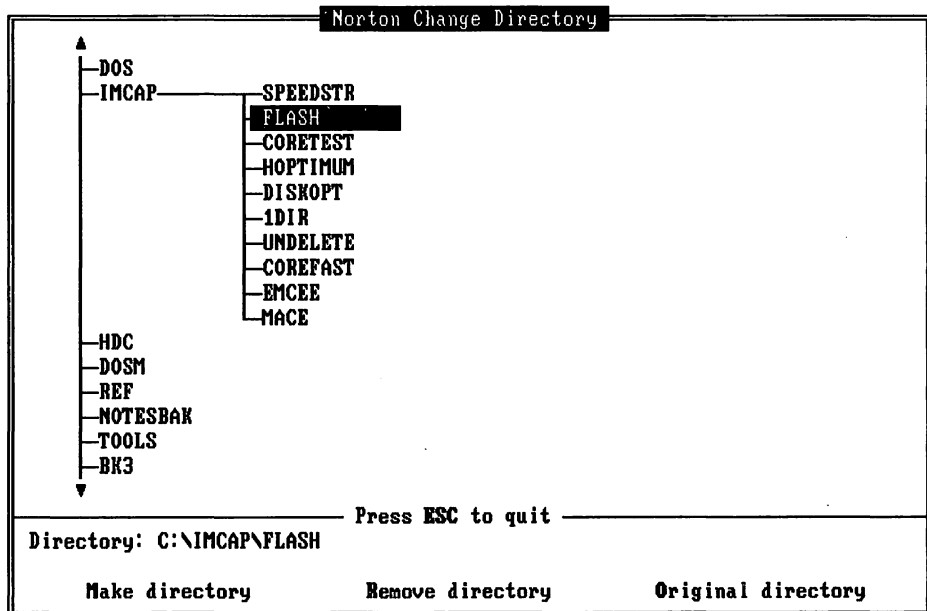 Norton Change Directory
DOS
IMCAP SPEEDSTR
FLASH
CORETEST
HOPTIMUM
DISKOPT
1DIR
UNDELETE
COREFAST
EMCEE
MACE
HDC
DOSM
REF
NOTESBAK
TOOLS
BK3
Press ESC to quit
Directory: C:\IMCAP\FLASH
Make directory Remove directory Original directory